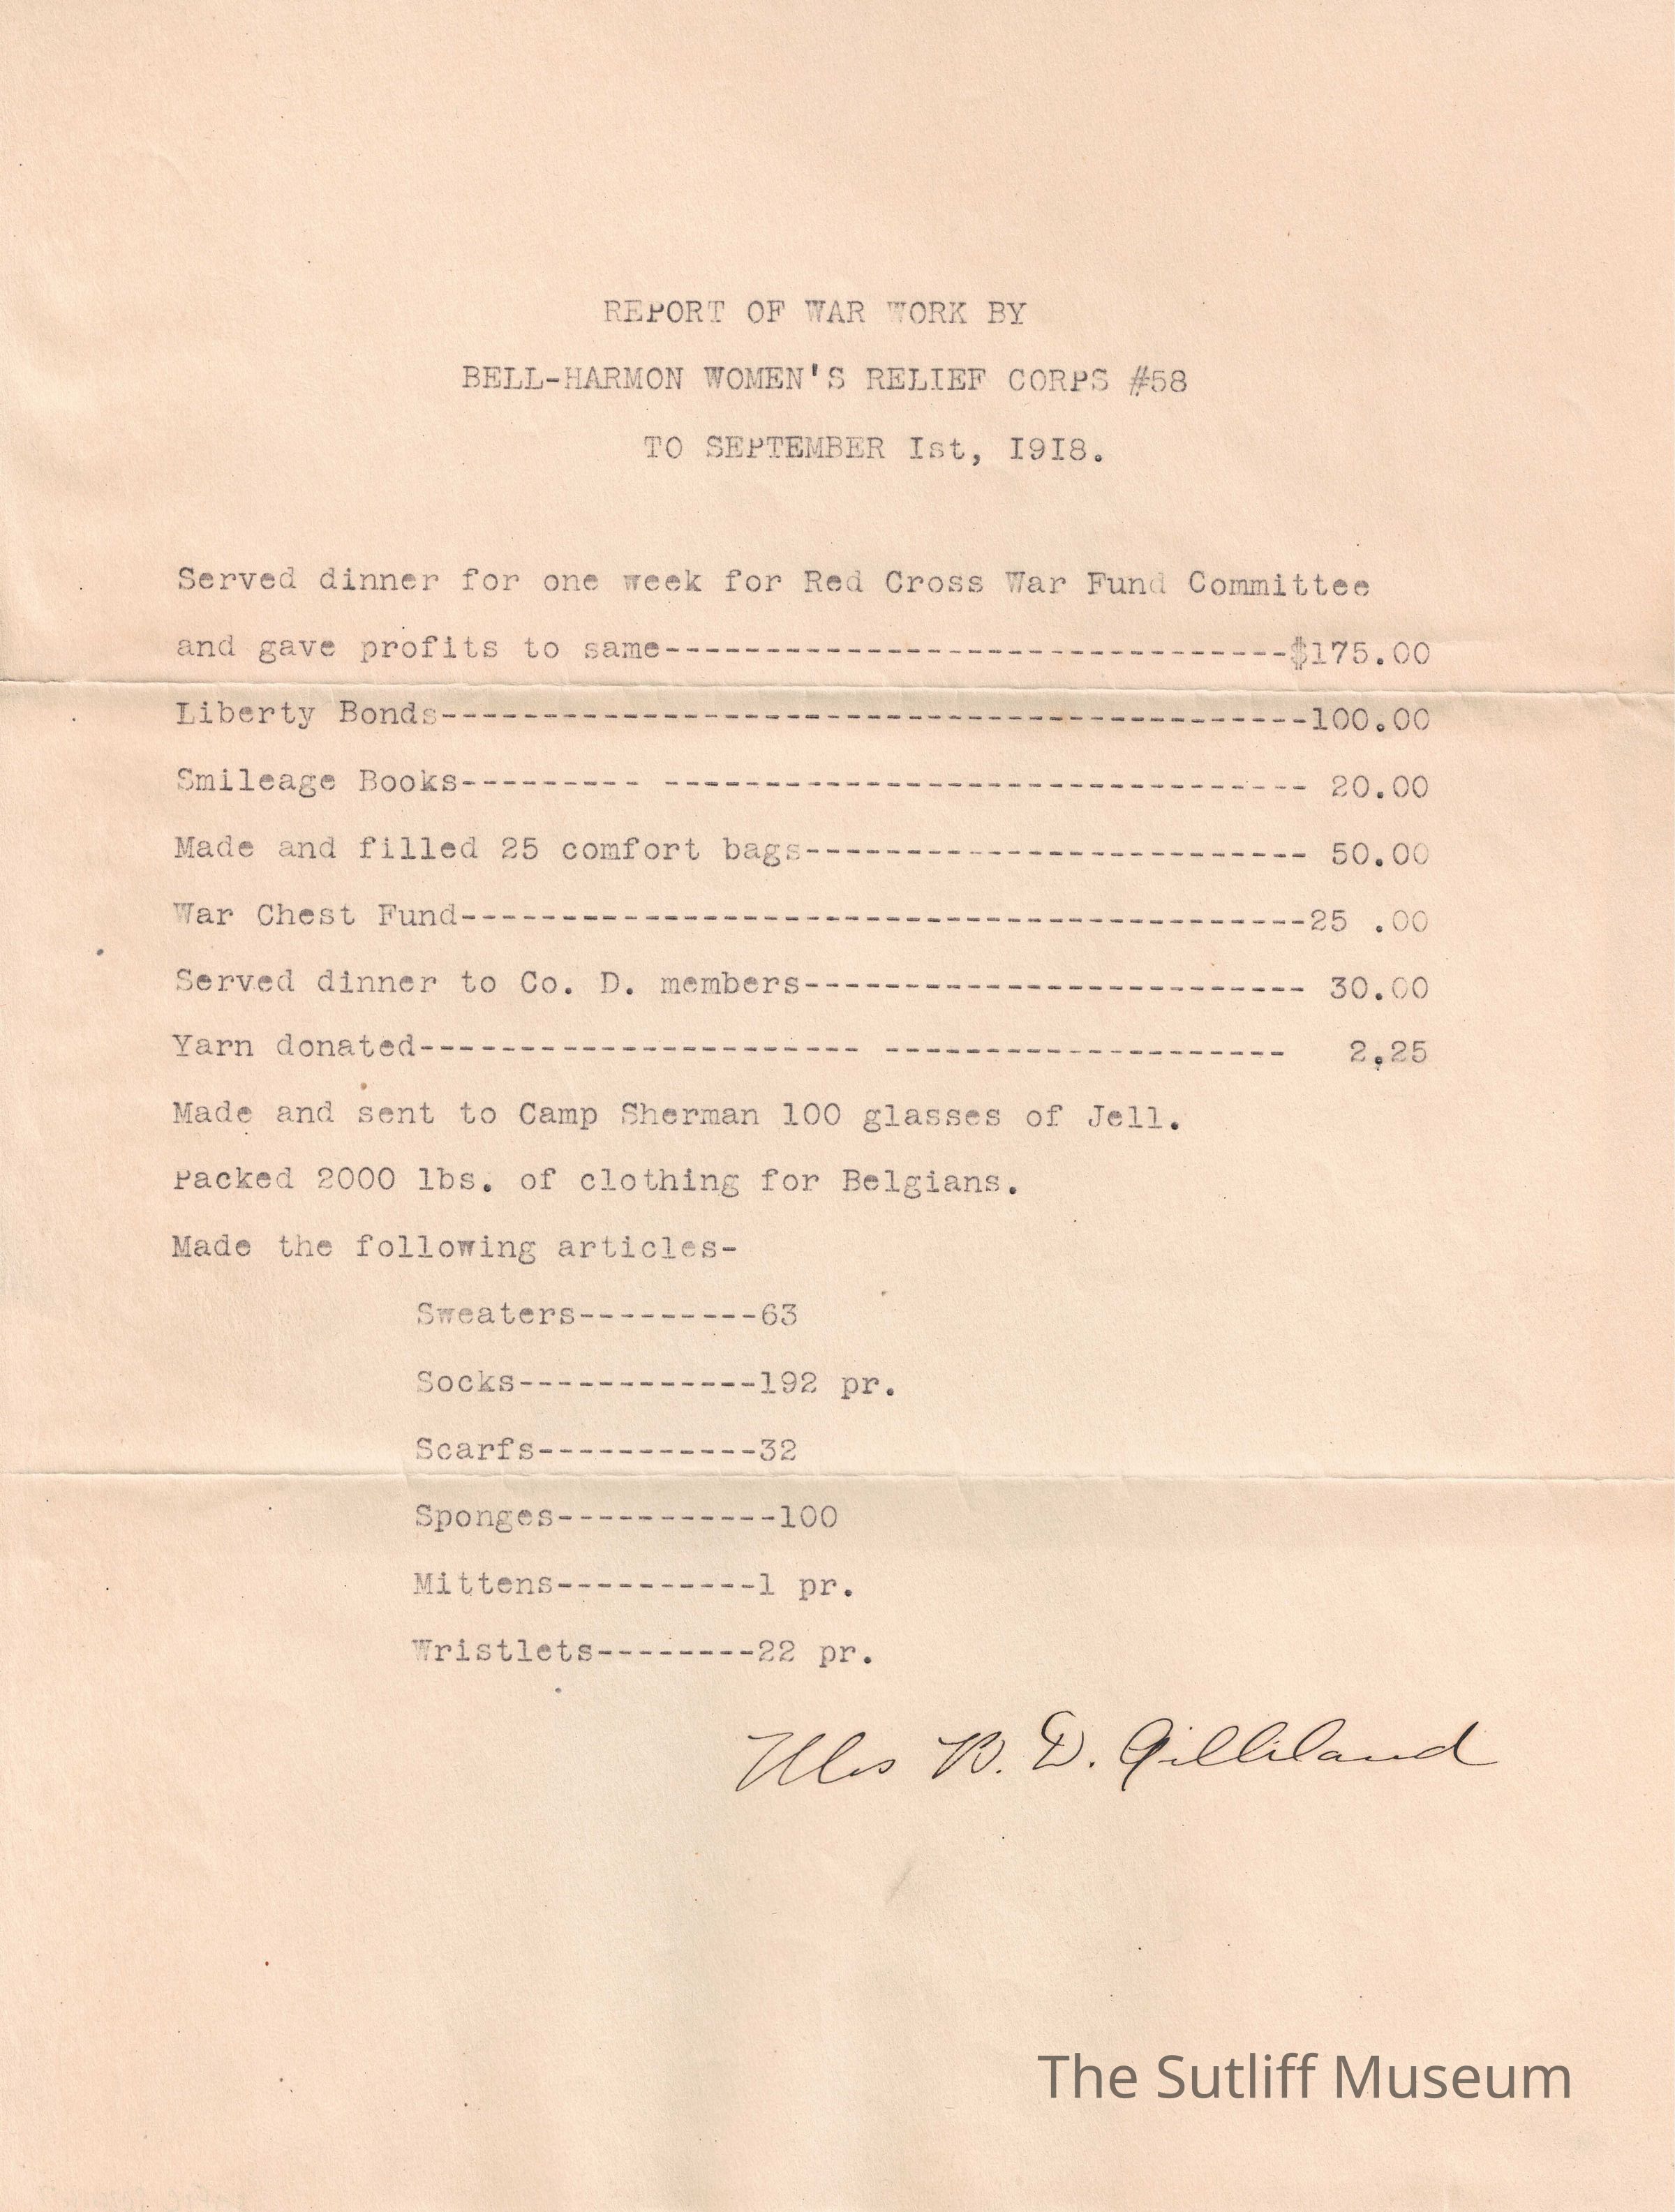 REPORT OF WAR WORK BY
BELL-HARMON WOMEN'S RELIEF CORPS #58
TO SEPTEMBER Ist, I9I8.
Served dinner for one week for Red Cross War Fund Committee
and gave profits to same-------------------------------$175.00
Liberty Bonds-------------------------------------------100.00
Smileage Books--------- -------------------------------- 20.00
Made and filled 25 comfort bags------------------------- 50.00
War Chest Fund------------------------------------------25 .00
Served dinner to Co. D. members------------------------- 30.00
Yarn donated---------------------- -------------------- 2,25
Made and sent to Camp Sherman 100 glasses of Jell.
Packed 2000 lbs. of clothing for Belgians.
Made the following articles-
Sweaters---------63
Socks------------192 pr.
Scarfs-----------32
Sponges-----------100
Mittens----------1 pr.
Wristlets--------22 pr.
Mrs B. D. Gilliland
The Sutliff Museum